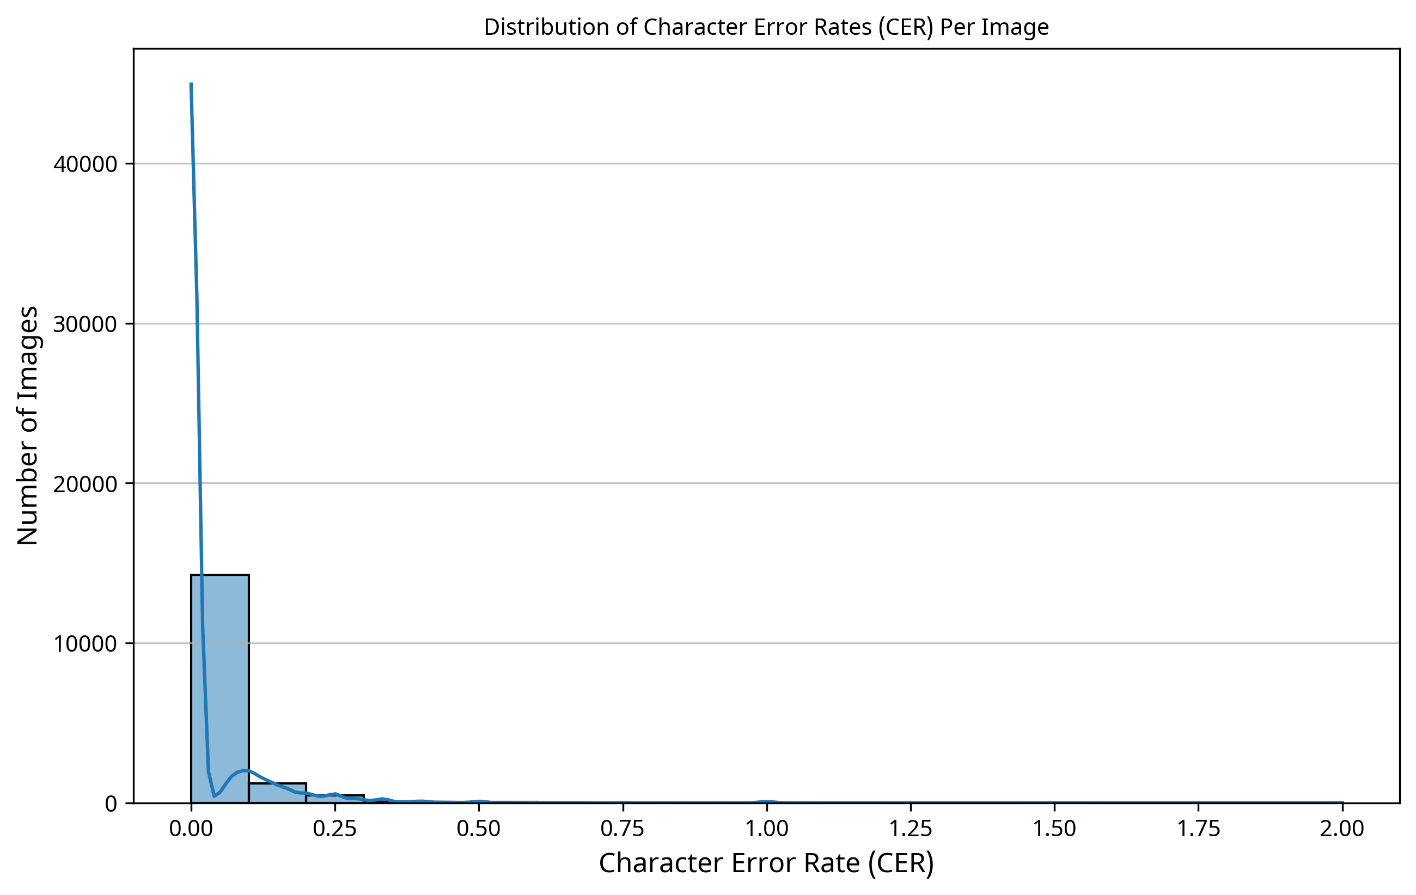 Distribution of Character Error Rates (CER) Per Image
Number of Images
40000
30000
20000
10000
0
0.00 0.25 0.50 0.75 1.00 1.25 1.50 1.75 2.00
Character Error Rate (CER)